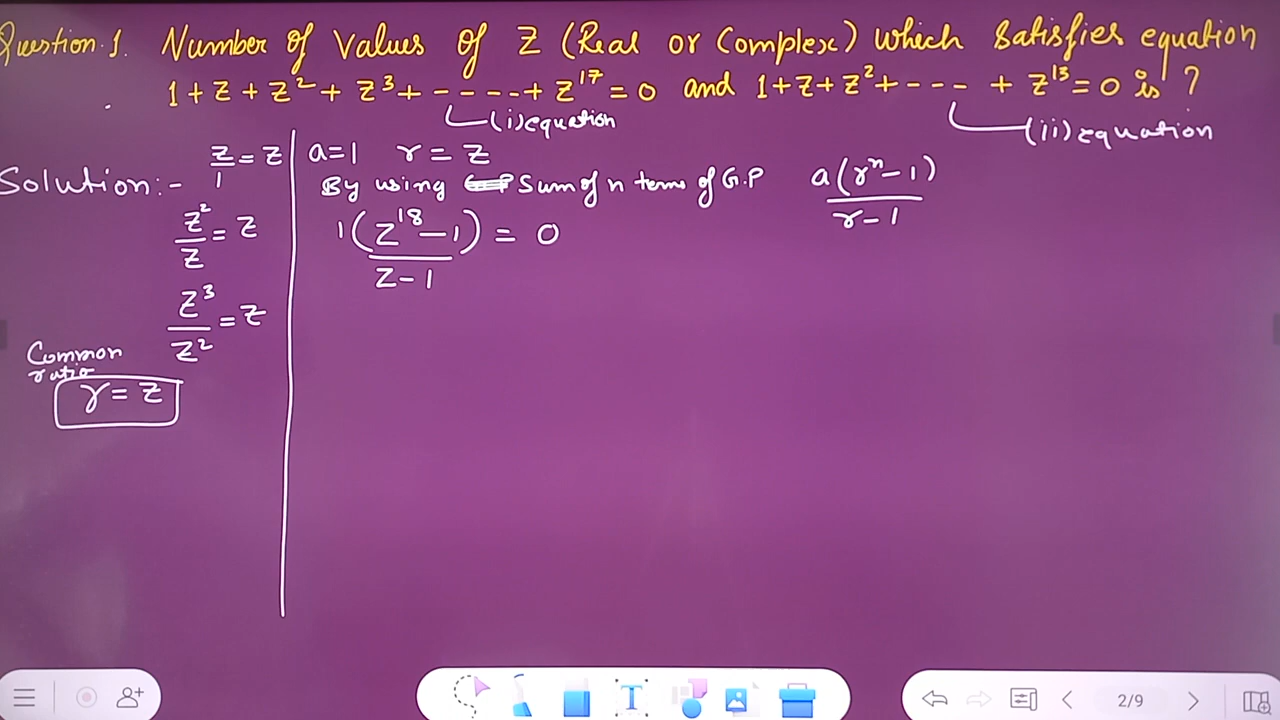 Question.1. Number of Values of Z (Real or Complex) which satisfies equation
1+z+z²+z³+-----+z¹⁷=0 and 1+z+z²+---+z¹³=0 is ?
(i) equation
(ii) equation
Solution:-
z/1 = z
z²/z = z
z³/z² = z
Common ratio
r = z
a=1 r = z
By using Sum of n terms of G.P a(rⁿ-1)/r-1
1(z¹⁸-1)/z-1 = 0
2/9